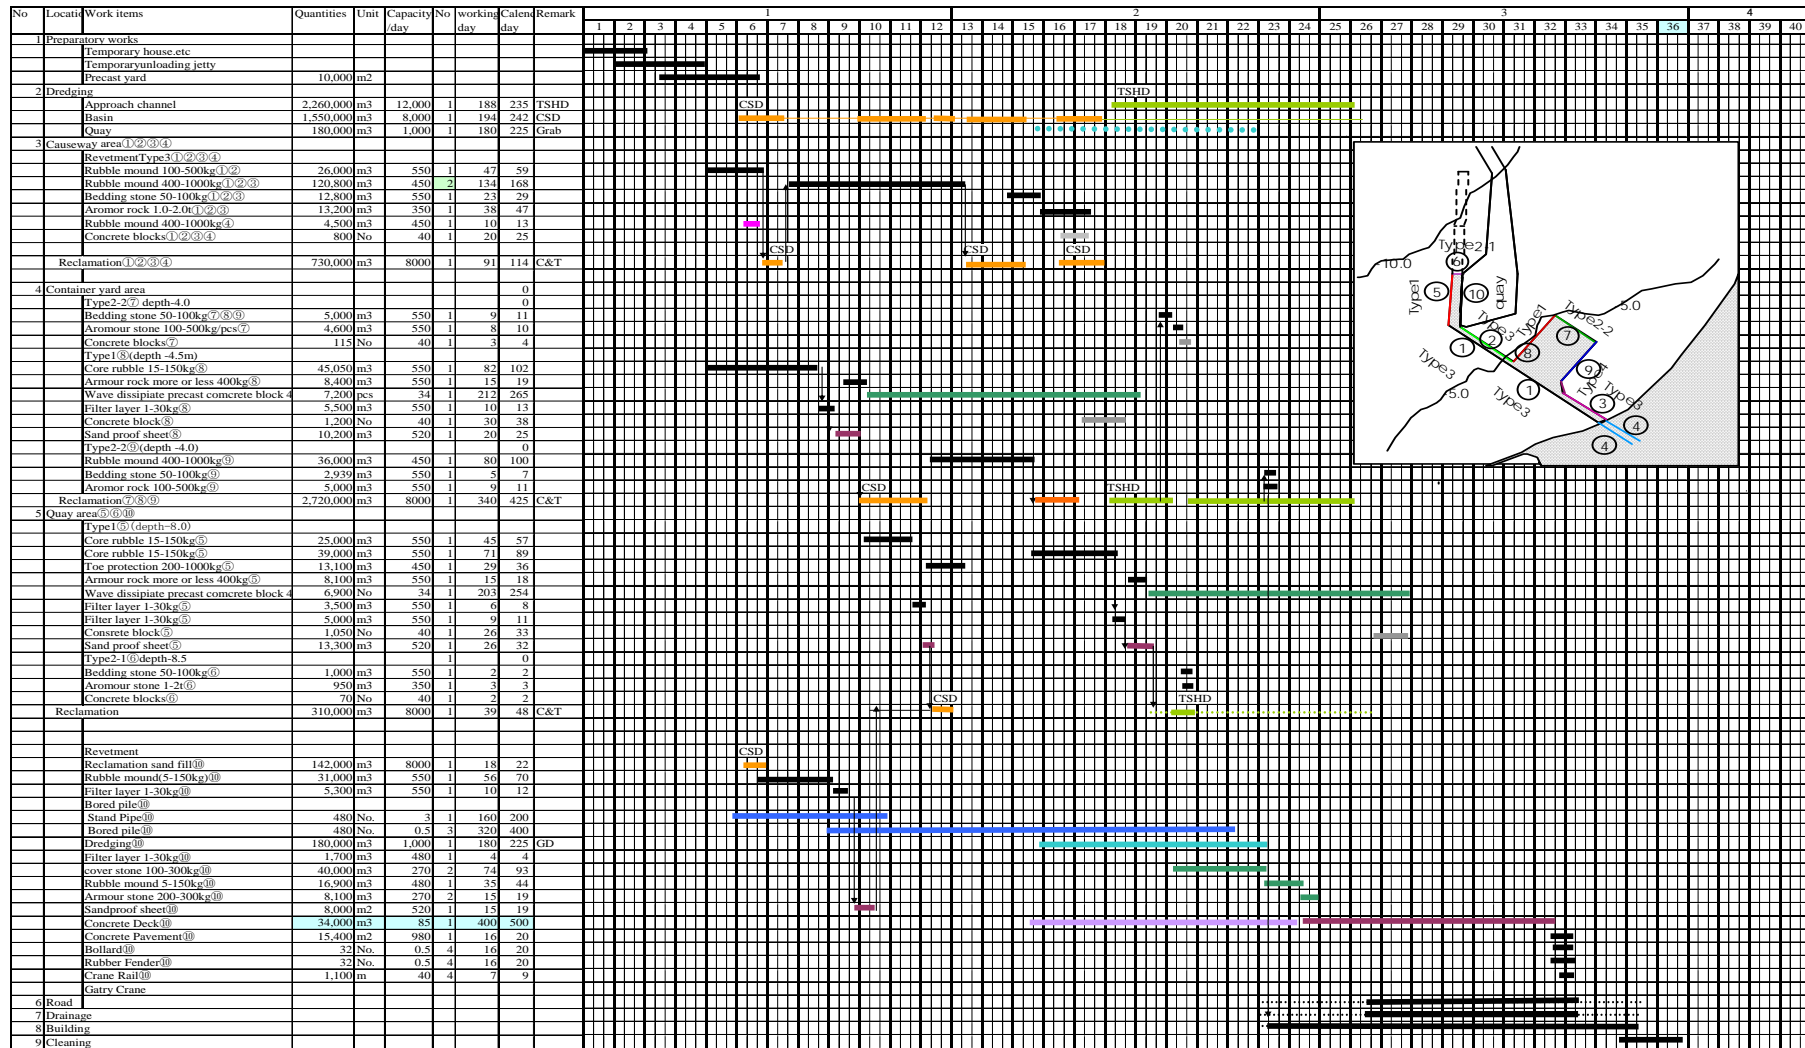 No Locatio Work items Quantities Unit Capacity No working Calend Remark 1 2 3 4
/day day day 1 2 3 4 5 6 7 8 9 10 11 12 13 14 15 16 17 18 19 20 21 22 23 24 25 26 27 28 29 30 31 32 33 34 35 36 37 38 39 40
1 Preparatory works
Temporary house.etc
Temporaryunloading jetty
Precast yard 10,000 m2
2 Dredging TSHD
Approach channel 2,260,000 m3 12,000 1 188 235 TSHD CSD
Basin 1,550,000 m3 8,000 1 194 242 CSD
Quay 180,000 m3 1,000 1 180 225 Grab
3 Causeway area①②③④
RevetmentType3①②③④
Rubble mound 100-500kg①② 26,000 m3 550 1 47 59
Rubble mound 400-1000kg①②③ 120,800 m3 450 2 134 168
Bedding stone 50-100kg①②③ 12,800 m3 550 1 23 29
Aromor rock 1.0-2.0t①②③ 13,200 m3 350 1 38 47
Rubble mound 400-1000kg④ 4,500 m3 450 1 10 13
Concrete blocks①②③④ 800 No 40 1 20 25
CSD CSD CSD
Reclamation①②③④ 730,000 m3 8000 1 91 114 C&T
4 Container yard area 0
Type2-2⑦ depth-4.0 0
Bedding stone 50-100kg⑦⑧⑨ 5,000 m3 550 1 9 11
Aromour stone 100-500kg/pcs⑦ 4,600 m3 550 1 8 10
Concrete blocks⑦ 115 No 40 1 3 4
Type1⑧(depth -4.5m)
Core rubble 15-150kg⑧ 45,050 m3 550 1 82 102
Armour rock more or less 400kg⑧ 8,400 m3 550 1 15 19
Wave dissipiate precast comcrete block 4 7,200 pcs 34 1 212 265
Filter layer 1-30kg⑧ 5,500 m3 550 1 10 13
Concrete block⑧ 1,200 No 40 1 30 38
Sand proof sheet⑧ 10,200 m3 520 1 20 25
Type2-2⑨(depth -4.0) 0
Rubble mound 400-1000kg⑨ 36,000 m3 450 1 80 100
Bedding stone 50-100kg⑨ 2,939 m3 550 1 5 7
Aromor rock 100-500kg⑨ 5,000 m3 550 1 9 11
CSD TSHD
Reclamation⑦⑧⑨ 2,720,000 m3 8000 1 340 425 C&T
5 Quay area⑤⑥⑩
Type1⑤(depth-8.0)
Core rubble 15-150kg⑤ 25,000 m3 550 1 45 57
Core rubble 15-150kg⑤ 39,000 m3 550 1 71 89
Toe protection 200-1000kg⑤ 13,100 m3 450 1 29 36
Armour rock more or less 400kg⑤ 8,100 m3 550 1 15 18
Wave dissipiate precast comcrete block 4 6,900 No 34 1 203 254
Filter layer 1-30kg⑤ 3,500 m3 550 1 6 8
Filter layer 1-30kg⑤ 5,000 m3 550 1 9 11
Consrete block⑤ 1,050 No 40 1 26 33
Sand proof sheet⑤ 13,300 m3 520 1 26 32
Type2-1⑥depth-8.5 1 0
Bedding stone 50-100kg⑥ 1,000 m3 550 1 2 2
Aromour stone 1-2t⑥ 950 m3 350 1 3 3
Concrete blocks⑥ 70 No 40 1 2 2
CSD TSHD
Reclamation 310,000 m3 8000 1 39 48 C&T
Revetment CSD
Reclamation sand fill⑩ 142,000 m3 8000 1 18 22
Rubble mound(5-150kg)⑩ 31,000 m3 550 1 56 70
Filter layer 1-30kg⑩ 5,300 m3 550 1 10 12
Bored pile⑩
Stand Pipe⑩ 480 No. 3 1 160 200
Bored pile⑩ 480 No. 0.5 3 320 400
Dredging⑩ 180,000 m3 1,000 1 180 225 GD
Filter layer 1-30kg⑩ 1,700 m3 480 1 4 4
cover stone 100-300kg⑩ 40,000 m3 270 2 74 93
Rubble mound 5-150kg⑩ 16,900 m3 480 1 35 44
Armour stone 200-300kg⑩ 8,100 m3 270 2 15 19
Sandproof sheet⑩ 8,000 m2 520 1 15 19
Concrete Deck⑩ 34,000 m3 85 1 400 500
Concrete Pavement⑩ 15,400 m2 980 1 16 20
Bollard⑩ 32 No. 0.5 4 16 20
Rubber Fender⑩ 32 No. 0.5 4 16 20
Crane Rail⑩ 1,100 m 40 4 7 9
Gatry Crane
6 Road
7 Drainage
8 Building
9 Cleaning
Type2-1
-10.0 6
Type1 5 10 quay
-5.0
Type3 Type1 Type2-2
1 2 8 7
Type3 9
-5.0 1 Type3
3 Type3
4
4